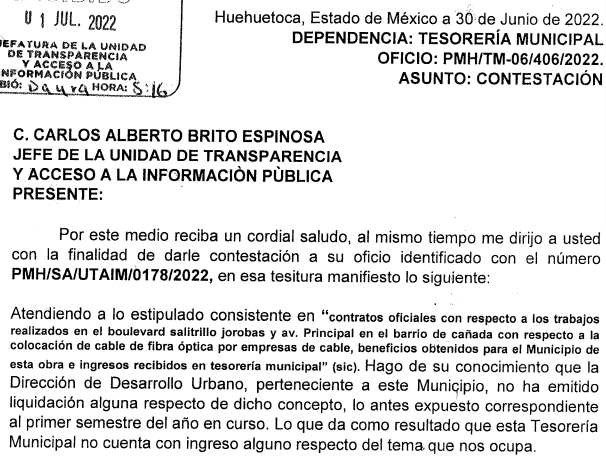 0 1 JUL. 2022
JEFATURA DE LA UNIDAD
DE TRANSPARENCIA
Y ACCESO A LA
INFORMACIÓN PÚBLICA
BIÓ: Dayra HORA: 5:16
Huehuetoca, Estado de México a 30 de Junio de 2022.
DEPENDENCIA: TESORERÍA MUNICIPAL
OFICIO: PMH/TM-06/406/2022.
ASUNTO: CONTESTACIÓN
C. CARLOS ALBERTO BRITO ESPINOSA
JEFE DE LA UNIDAD DE TRANSPARENCIA
Y ACCESO A LA INFORMACIÒN PÙBLICA
PRESENTE:
Por este medio reciba un cordial saludo, al mismo tiempo me dirijo a usted
con la finalidad de darle contestación a su oficio identificado con el número
PMH/SA/UTAIM/0178/2022, en esa tesitura manifiesto lo siguiente:
Atendiendo a lo estipulado consistente en "contratos oficiales con respecto a los trabajos
realizados en el boulevard salitrillo jorobas y av. Principal en el barrio de cañada con respecto a la
colocación de cable de fibra óptica por empresas de cable, beneficios obtenidos para el Municipio de
esta obra e ingresos recibidos en tesorería municipal" (sic). Hago de su conocimiento que la
Dirección de Desarrollo Urbano, perteneciente a este Municipio, no ha emitido
liquidación alguna respecto de dicho concepto, lo antes expuesto correspondiente
al primer semestre del año en curso. Lo que da como resultado que esta Tesorería
Municipal no cuenta con ingreso alguno respecto del tema que nos ocupa.